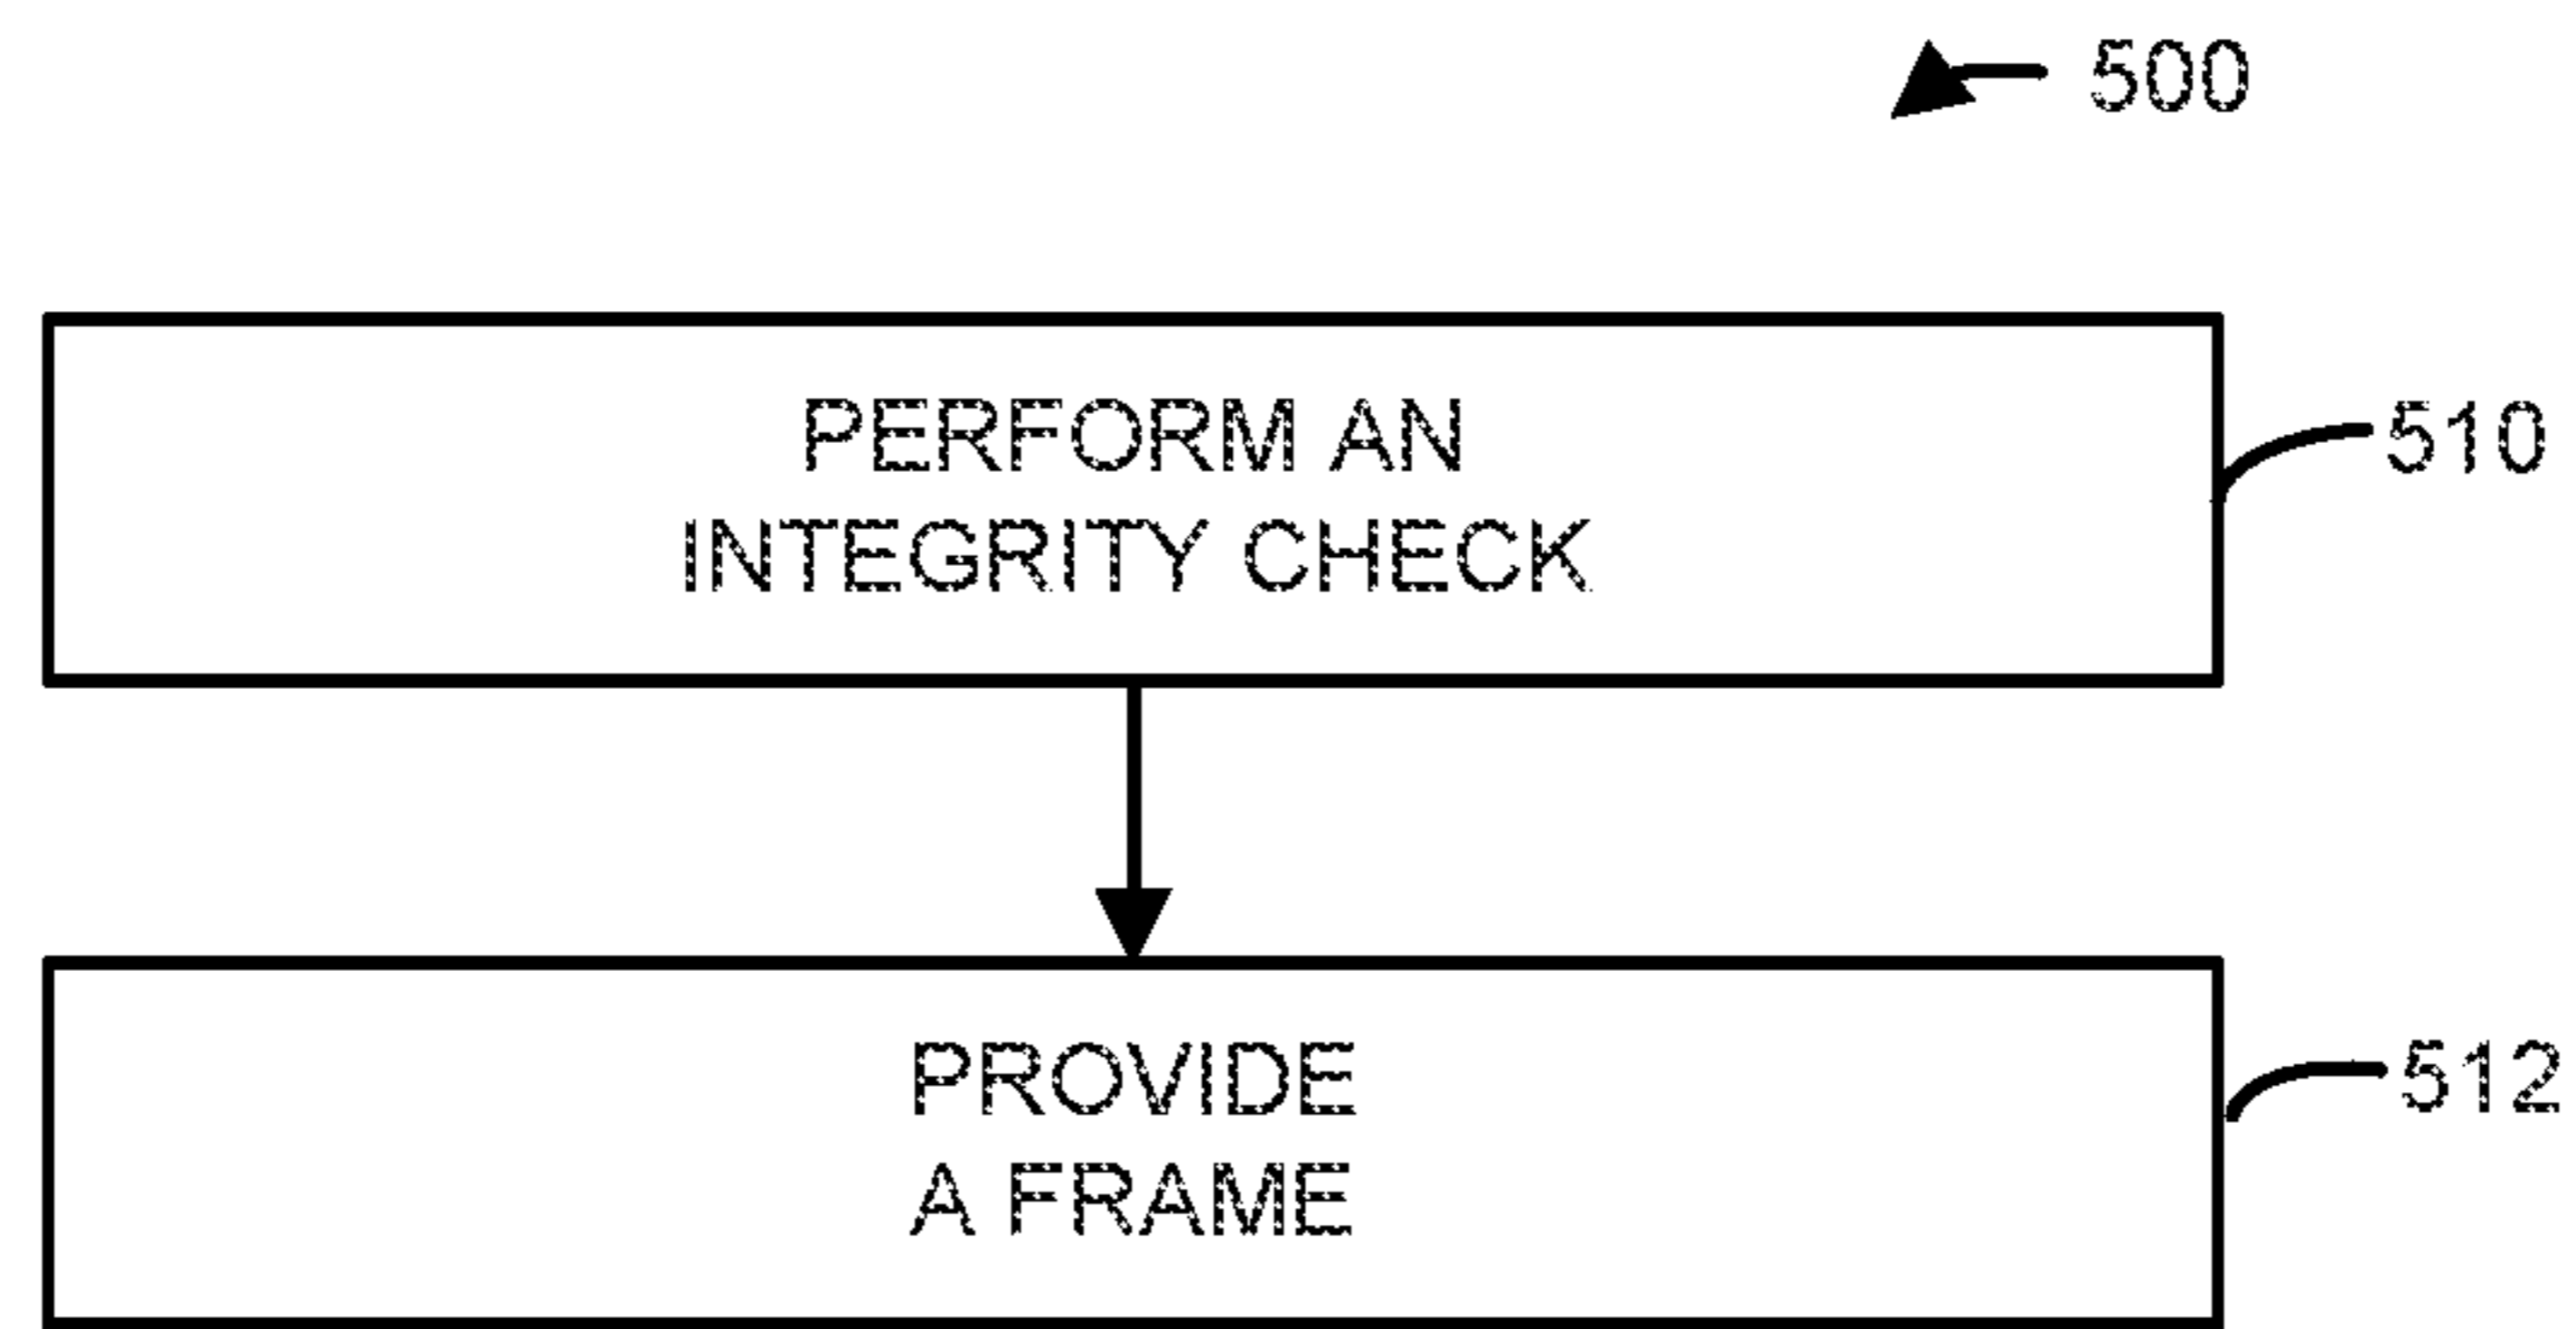 500
PERFORM AN
INTEGRITY CHECK
510
PROVIDE
A FRAME
512